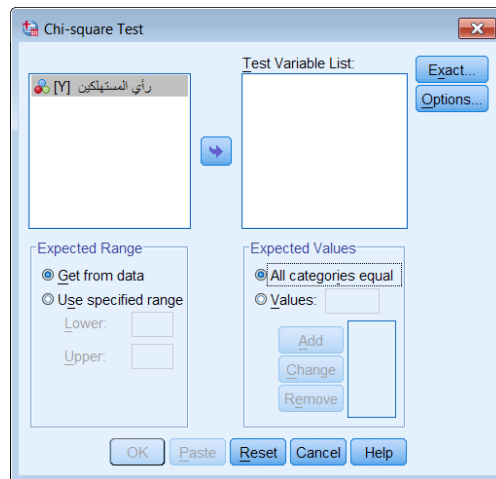 Chi-square Test
Test Variable List:
رأي المستهلكين [Y]
Exact...
Options...
Expected Range
Get from data
Use specified range
Lower:
Upper:
Expected Values
All categories equal
Values:
Add
Change
Remove
OK
Paste
Reset
Cancel
Help